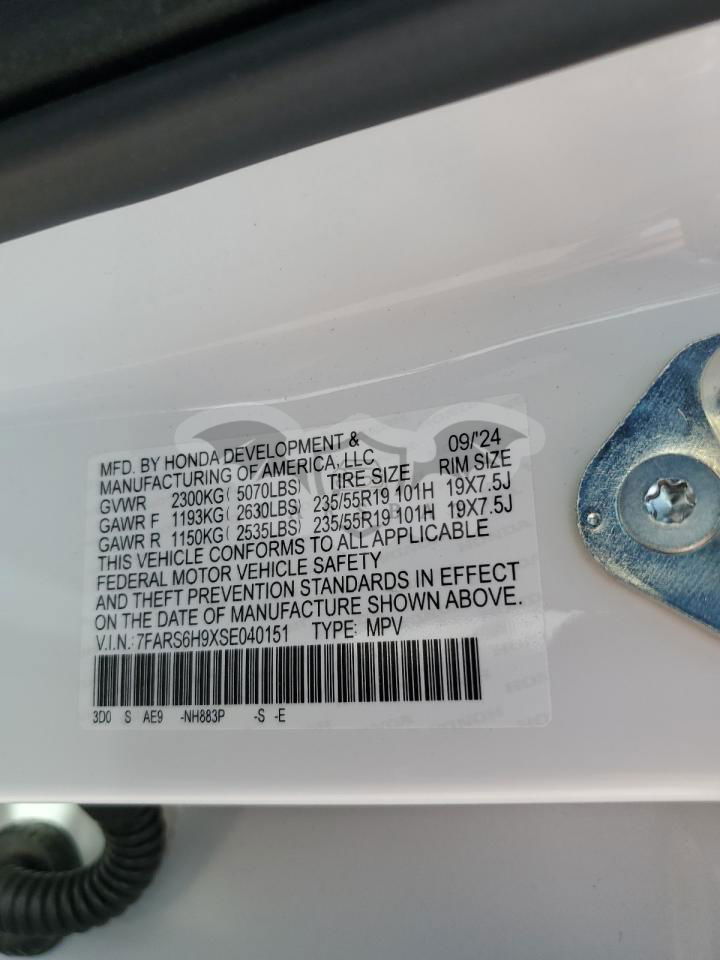 MFD. BY HONDA DEVELOPMENT & 09/'24
MANUFACTURING OF AMERICA, LLC
TIRE SIZE RIM SIZE
GVWR 2300KG( 5070LBS)
GAWR F 1193KG( 2630LBS) 235/55R19 101H 19X7.5J
GAWR R 1150KG( 2535LBS) 235/55R19 101H 19X7.5J
THIS VEHICLE CONFORMS TO ALL APPLICABLE
FEDERAL MOTOR VEHICLE SAFETY
AND THEFT PREVENTION STANDARDS IN EFFECT
ON THE DATE OF MANUFACTURE SHOWN ABOVE.
V.I.N.: 7FARS6H9XSE040151 TYPE: MPV
3D0 S AE9 -NH883P -S -E